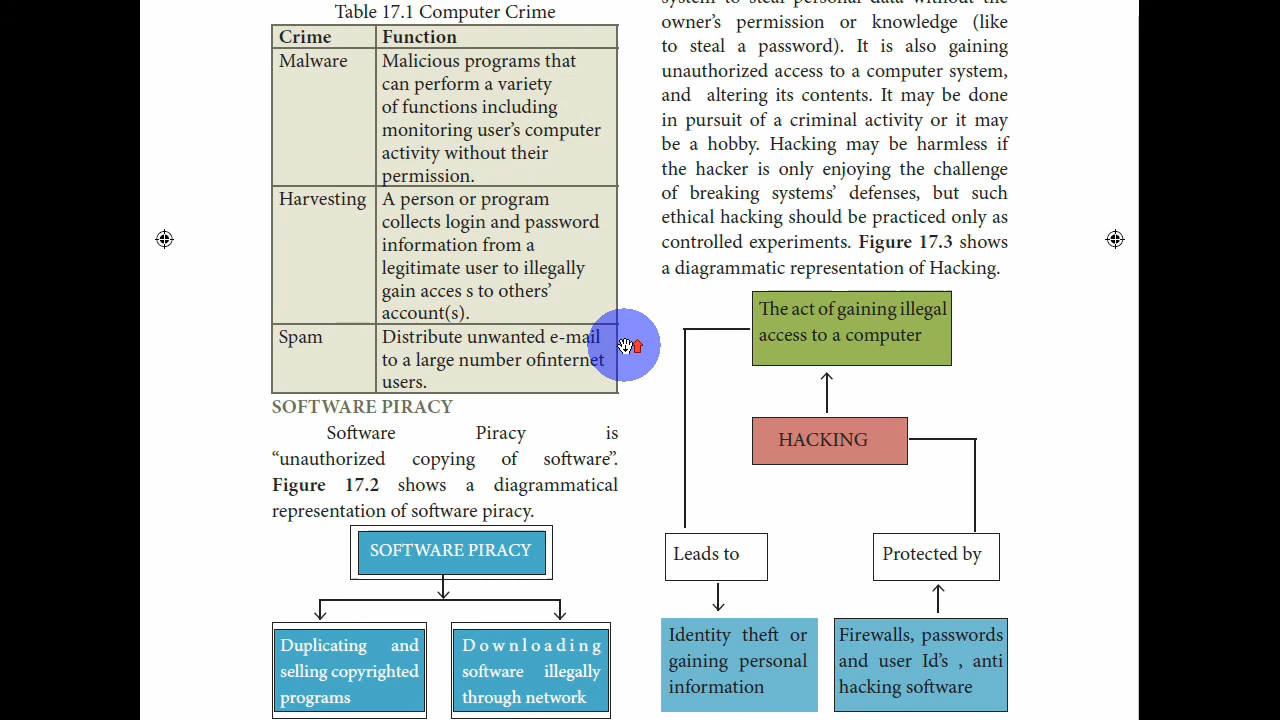 Table 17.1 Computer Crime
Crime Function
Malware Malicious programs that
can perform a variety
of functions including
monitoring user's computer
activity without their
permission.
Harvesting A person or program
collects login and password
information from a
legitimate user to illegally
gain acces s to others'
account(s).
Spam Distribute unwanted e-mail
to a large number ofinternet
users.
SOFTWARE PIRACY
Software Piracy is
“unauthorized copying of software”.
Figure 17.2 shows a diagrammatical
representation of software piracy.
SOFTWARE PIRACY
Duplicating and
selling copyrighted
programs
Downloading
software illegally
through network
system to steal personal data without the
owner's permission or knowledge (like
to steal a password). It is also gaining
unauthorized access to a computer system,
and altering its contents. It may be done
in pursuit of a criminal activity or it may
be a hobby. Hacking may be harmless if
the hacker is only enjoying the challenge
of breaking systems' defenses, but such
ethical hacking should be practiced only as
controlled experiments. Figure 17.3 shows
a diagrammatic representation of Hacking.
The act of gaining illegal
access to a computer
HACKING
Leads to
Protected by
Identity theft or
gaining personal
information
Firewalls, passwords
and user Id's , anti
hacking software